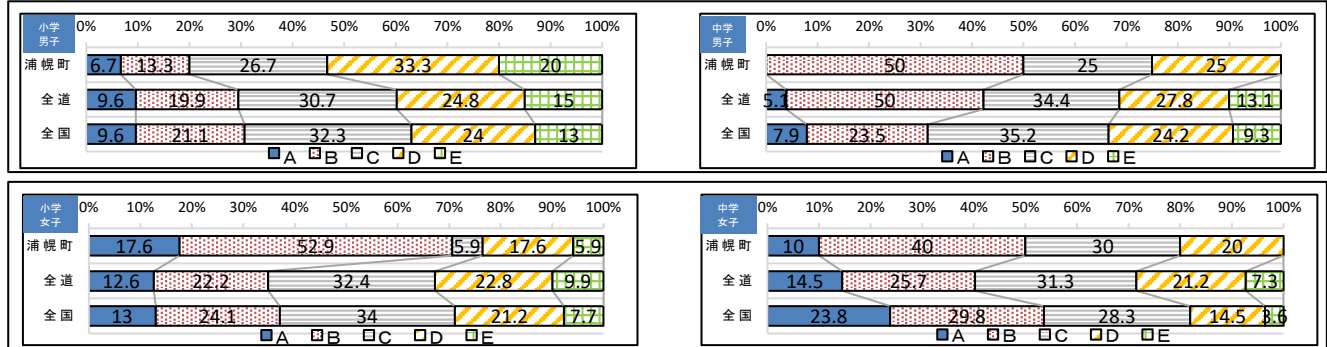 小学
男子
0% 10% 20% 30% 40% 50% 60% 70% 80% 90% 100%
浦幌町 6.7 13.3 26.7 33.3 20
全道 9.6 19.9 30.7 24.8 15
全国 9.6 21.1 32.3 24 13
A B C D E
中学
男子
0% 10% 20% 30% 40% 50% 60% 70% 80% 90% 100%
浦幌町 50 25 25
全道 5.1 50 34.4 27.8 13.1
全国 7.9 23.5 35.2 24.2 9.3
A B C D E
小学
女子
0% 10% 20% 30% 40% 50% 60% 70% 80% 90% 100%
浦幌町 17.6 52.9 5.9 17.6 5.9
全道 12.6 22.2 32.4 22.8 9.9
全国 13 24.1 34 21.2 7.7
A B C D E
中学
女子
0% 10% 20% 30% 40% 50% 60% 70% 80% 90% 100%
浦幌町 10 40 30 20
全道 14.5 25.7 31.3 21.2 7.3
全国 23.8 29.8 28.3 14.5 3.6
A B C D E